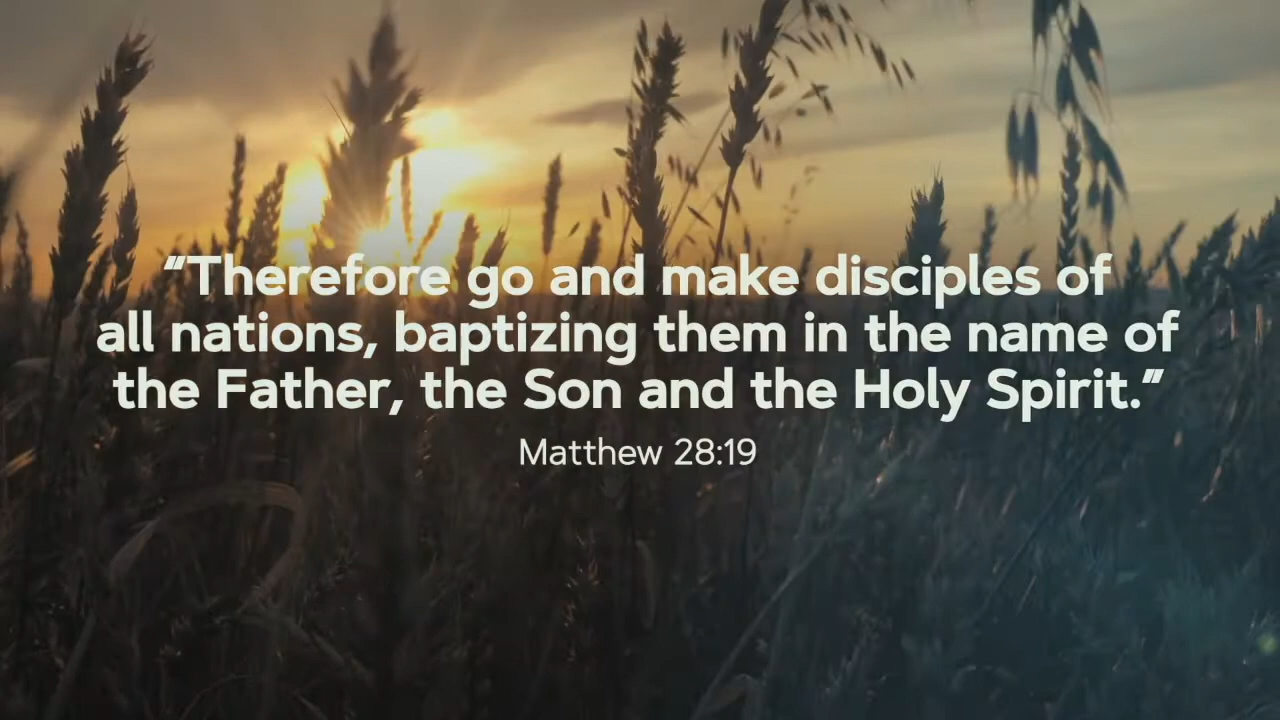 "Therefore go and make disciples of
all nations, baptizing them in the name of
the Father, the Son and the Holy Spirit."
Matthew 28:19